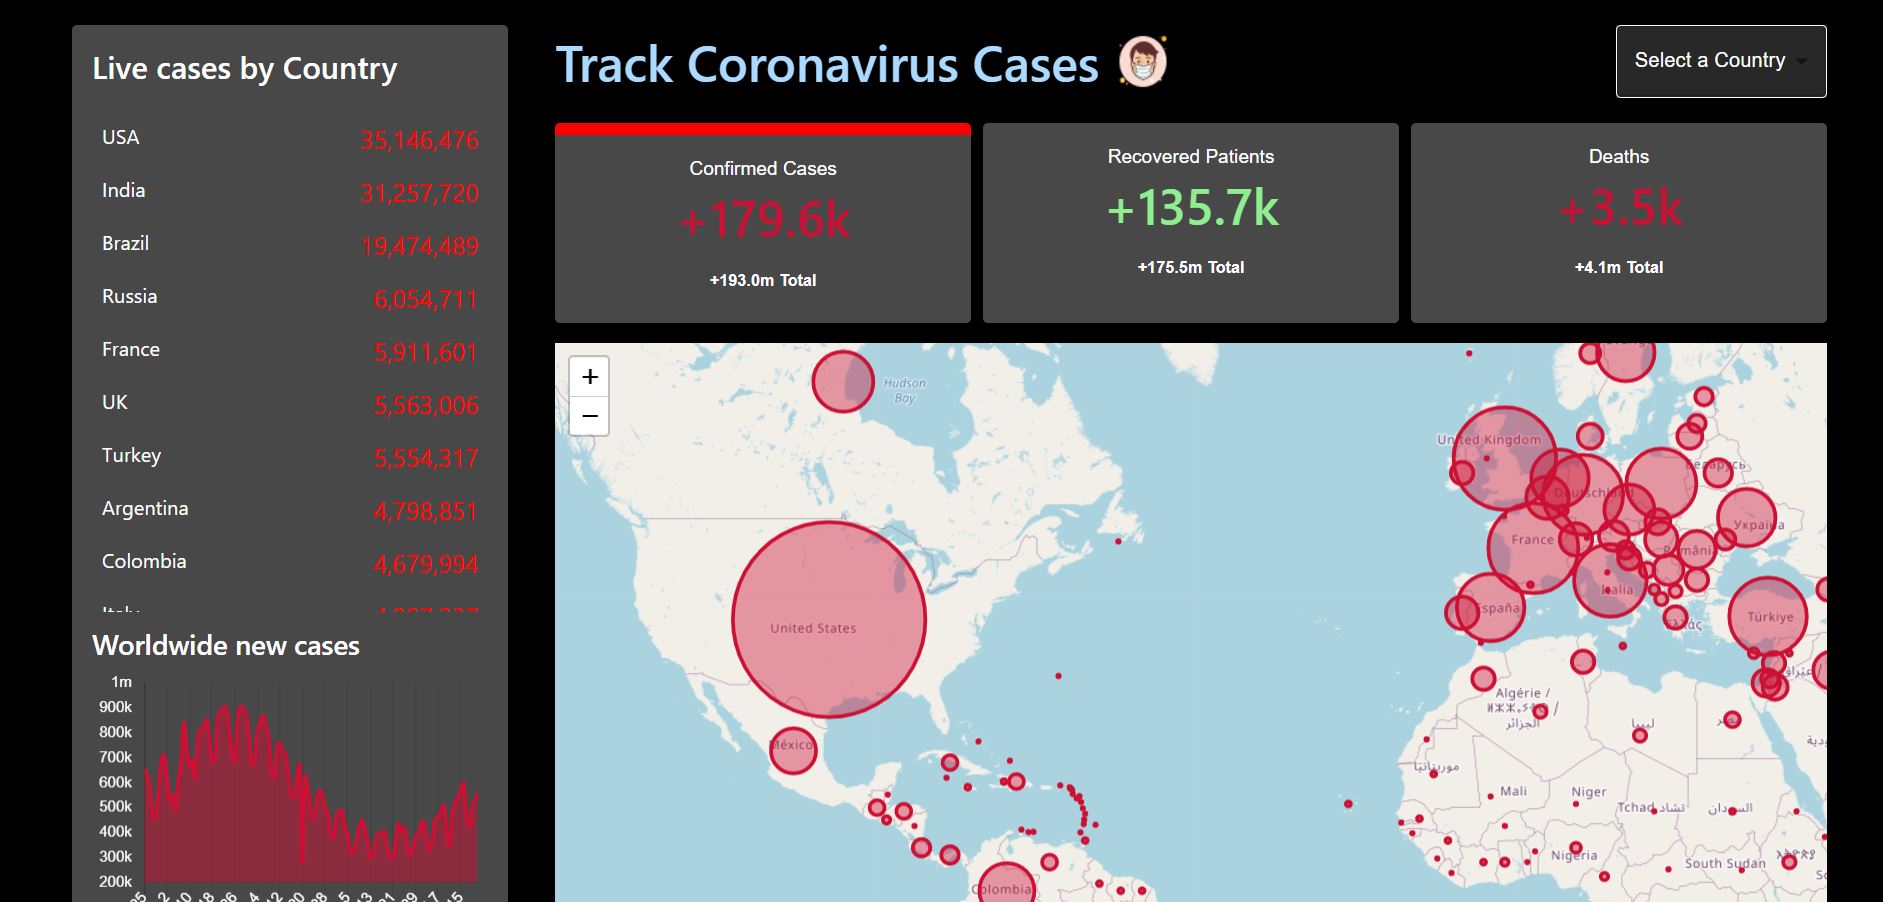 Live cases by Country
USA 35,146,476
India 31,257,720
Brazil 19,474,489
Russia 6,054,711
France 5,911,601
UK 5,563,006
Turkey 5,554,317
Argentina 4,798,851
Colombia 4,679,994
Worldwide new cases
1m
900k
800k
700k
600k
500k
400k
300k
200k
Track Coronavirus Cases
Select a Country
Confirmed Cases
+179.6k
+193.0m Total
Recovered Patients
+135.7k
+175.5m Total
Deaths
+3.5k
+4.1m Total
+
−
Hudson
Bay
United Kingdom
Беларусь
Deutschland
Україна
France
România
Italia
España
Türkiye
United States
México
Algérie /
الجزائر
ليبيا
مصر
موريتانيا
Mali
Niger
Tchad تشاد
السودان
Nigeria
South Sudan
Colombia